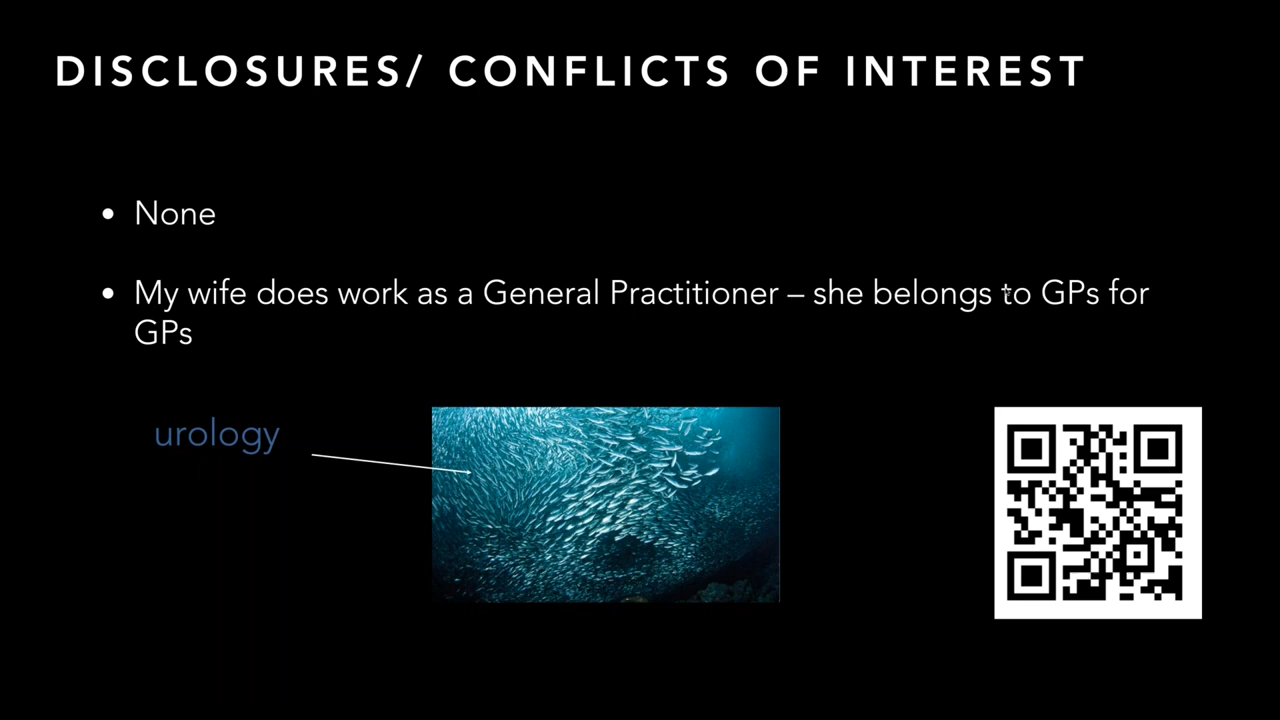 DISCLOSURES/ CONFLICTS OF INTEREST
• None
• My wife does work as a General Practitioner – she belongs to GPs for
GPs
urology